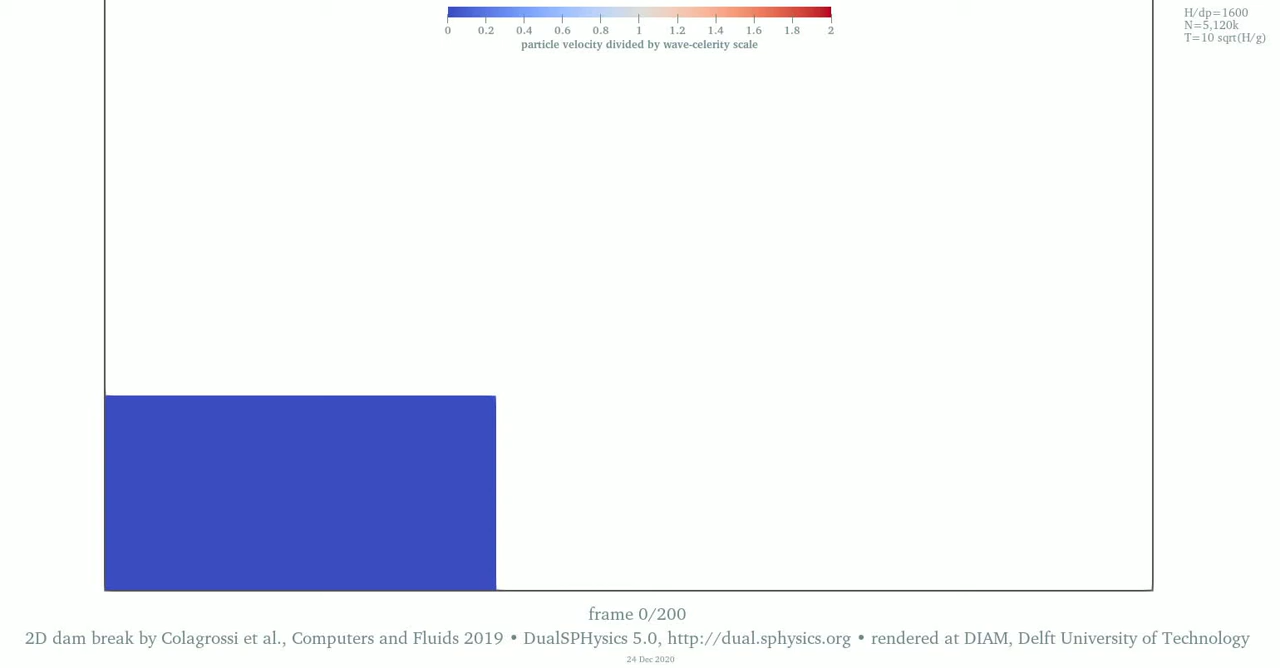 0 0.2 0.4 0.6 0.8 1 1.2 1.4 1.6 1.8 2
particle velocity divided by wave-celerity scale
H/dp=1600
N=5,120k
T=10 sqrt(H/g)
frame 0/200
2D dam break by Colagrossi et al., Computers and Fluids 2019 • DualSPHysics 5.0, http://dual.sphysics.org • rendered at DIAM, Delft University of Technology
24 Dec 2020